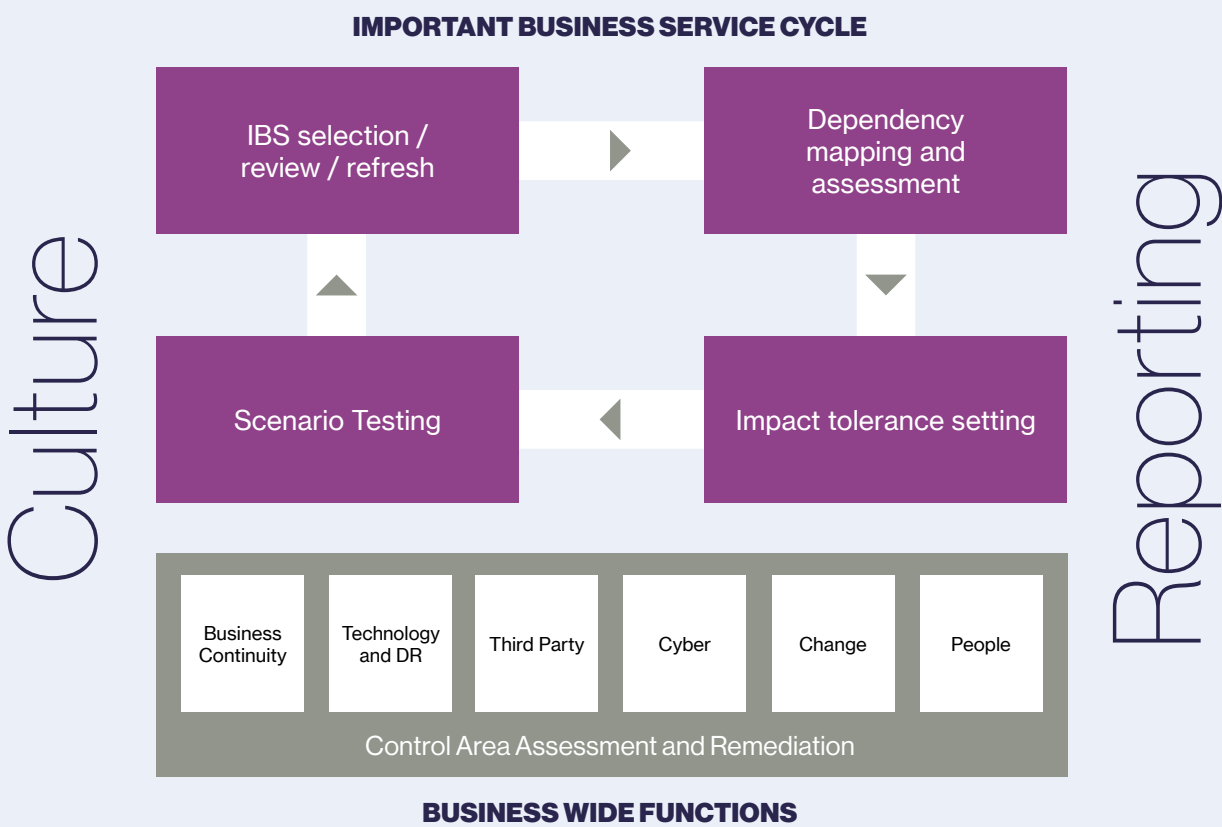 IMPORTANT BUSINESS SERVICE CYCLE
IBS selection /
review / refresh
Dependency
mapping and
assessment
Culture
Reporting
Scenario Testing
Impact tolerance setting
Business
Continuity
Technology
and DR
Third Party
Cyber
Change
People
Control Area Assessment and Remediation
BUSINESS WIDE FUNCTIONS